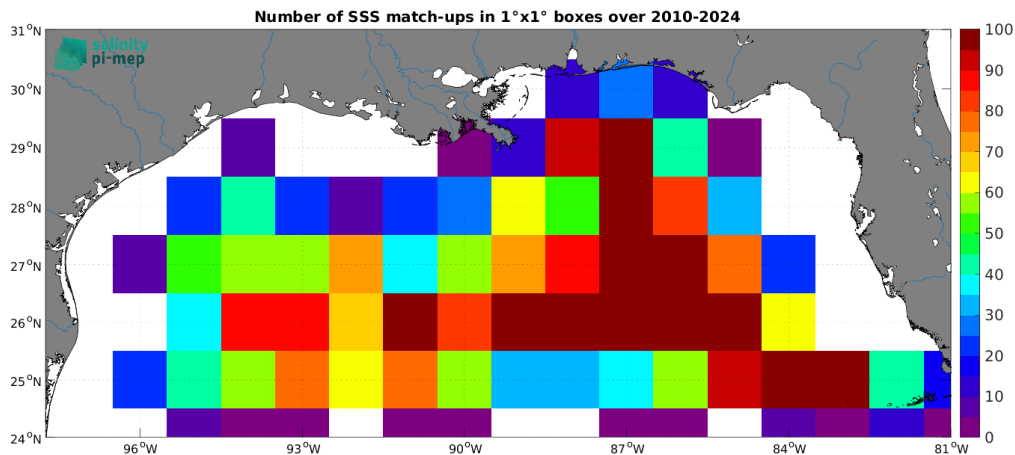 Number of SSS match-ups in 1°x1° boxes over 2010-2024
salinity
pi-mep
31°N
30°N
29°N
28°N
27°N
26°N
25°N
24°N
96°W
93°W
90°W
87°W
84°W
81°W
100
90
80
70
60
50
40
30
20
10
0